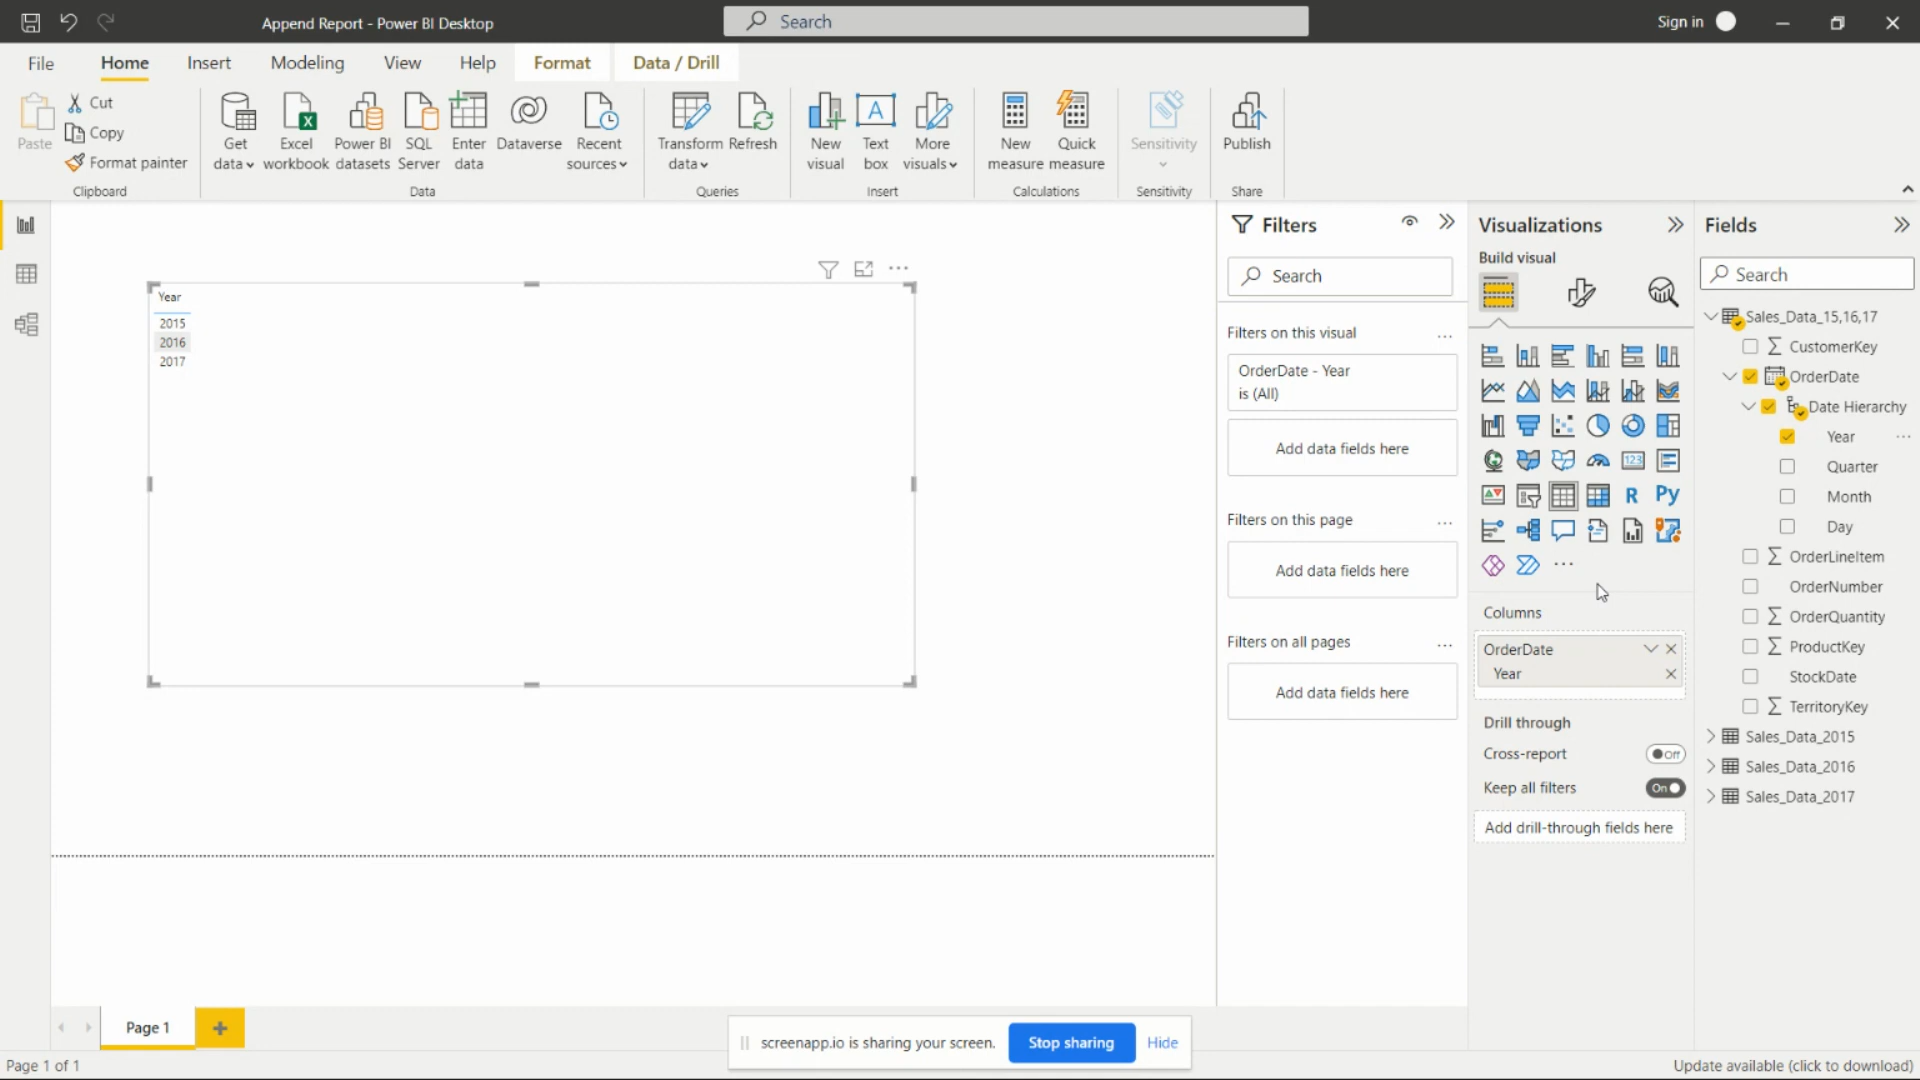 Append Report - Power BI Desktop
Search
Sign in
File
Home
Insert
Modeling
View
Help
Format
Data / Drill
Paste
Cut
Copy
Format painter
Clipboard
Get data
Excel workbook
Power BI datasets
SQL Server
Enter data
Dataverse
Recent sources
Data
Transform data
Refresh
Queries
New visual
A
Text box
More visuals
Insert
New measure
Quick measure
Calculations
Sensitivity
Sensitivity
Publish
Share
Year
2015
2016
2017
Filters
Search
Filters on this visual
OrderDate - Year
is (All)
Add data fields here
Filters on this page
Add data fields here
Filters on all pages
Add data fields here
Visualizations
Build visual
123
R
Py
Columns
OrderDate
Year
Drill through
Cross-report
Off
Keep all filters
On
Add drill-through fields here
Fields
Search
Sales_Data_15,16,17
CustomerKey
OrderDate
Date Hierarchy
Year
Quarter
Month
Day
OrderLineItem
OrderNumber
OrderQuantity
ProductKey
StockDate
TerritoryKey
Sales_Data_2015
Sales_Data_2016
Sales_Data_2017
Page 1
screenapp.io is sharing your screen.
Stop sharing
Hide
Page 1 of 1
Update available (click to download)